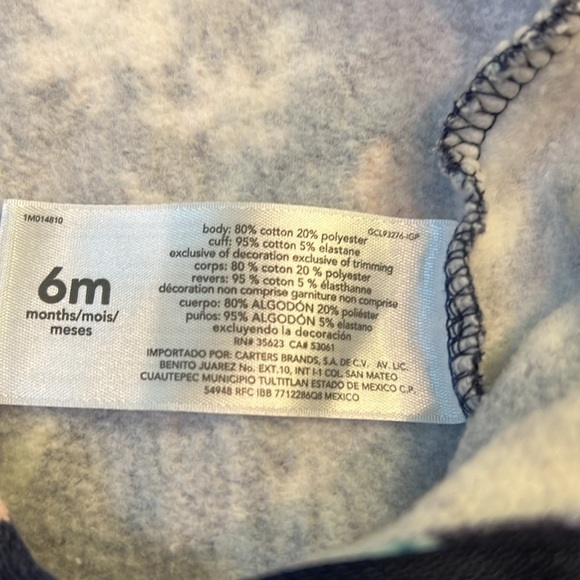 1M014810
GCL93276-IGP
6m
months/mois/
meses
body: 80% cotton 20% polyester
cuff: 95% cotton 5% elastane
exclusive of decoration exclusive of trimming
corps: 80 % coton 20 % polyester
revers: 95 % coton 5 % élasthanne
décoration non comprise garniture non comprise
cuerpo: 80% ALGODÓN 20% poliéster
puños: 95% ALGODÓN 5% elastano
excluyendo la decoración
RN# 35623 CA# 53061
IMPORTADO POR: CARTERS BRANDS, S.A. DE C.V. AV. LIC.
BENITO JUAREZ No. EXT.10, INT I-1 COL. SAN MATEO
CUAUTEPEC MUNICIPIO TULTITLAN ESTADO DE MEXICO C.P.
54948 RFC IBB 7712286Q8 MEXICO